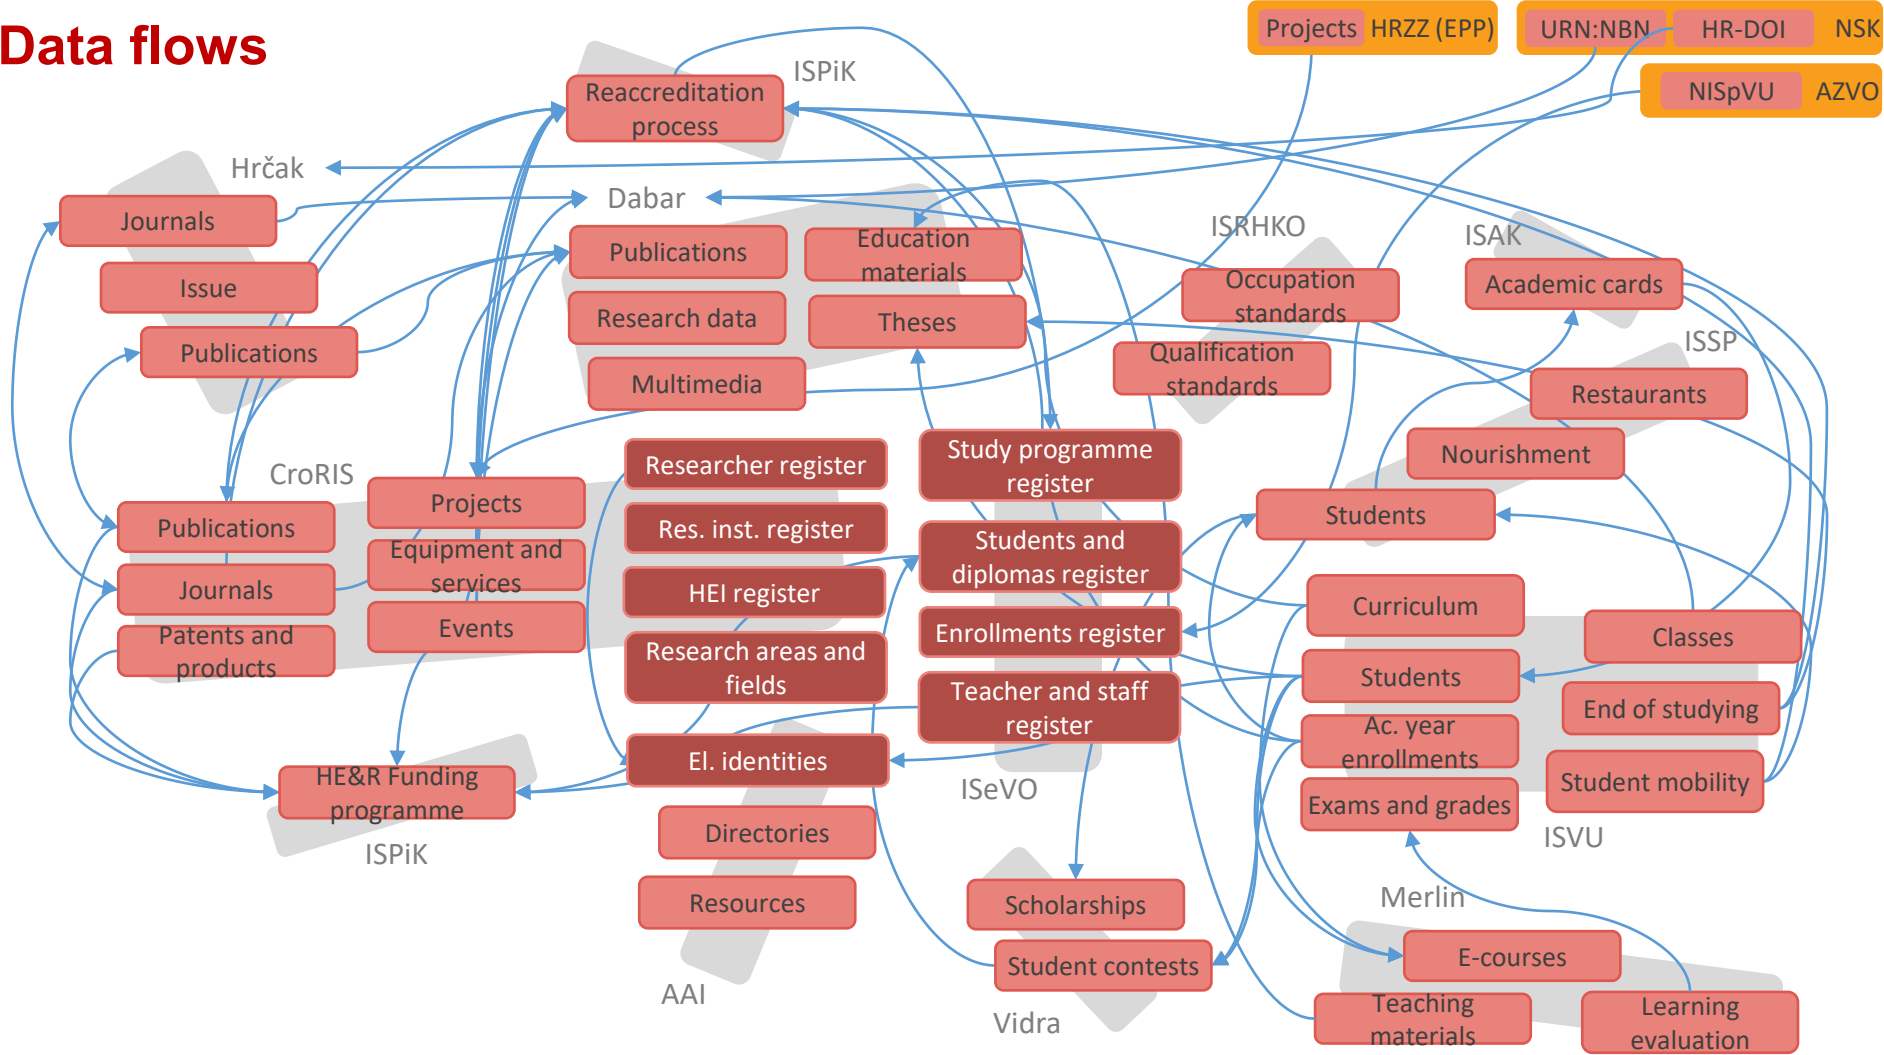 Data flows
Projects HRZZ (EPP)
URN:NBN HR-DOI NSK
NISpVU AZVO
ISPiK
Reaccreditation
process
Hrčak
Journals
Issue
Publications
Dabar
Publications
Education
materials
Research data
Theses
Multimedia
ISRHKO
Occupation
standards
Qualification
standards
ISAK
Academic cards
ISSP
Restaurants
Nourishment
Students
CroRIS
Publications
Projects
Journals
Equipment and
services
Patents and
products
Events
Researcher register
Res. inst. register
HEI register
Research areas and
fields
El. identities
Directories
Resources
AAI
Study programme
register
Students and
diplomas register
Enrollments register
Teacher and staff
register
ISeVO
HE&R Funding
programme
ISPiK
Curriculum
Classes
Students
End of studying
Ac. year
enrollments
Student mobility
Exams and grades
ISVU
Scholarships
Student contests
Vidra
Merlin
E-courses
Teaching
materials
Learning
evaluation